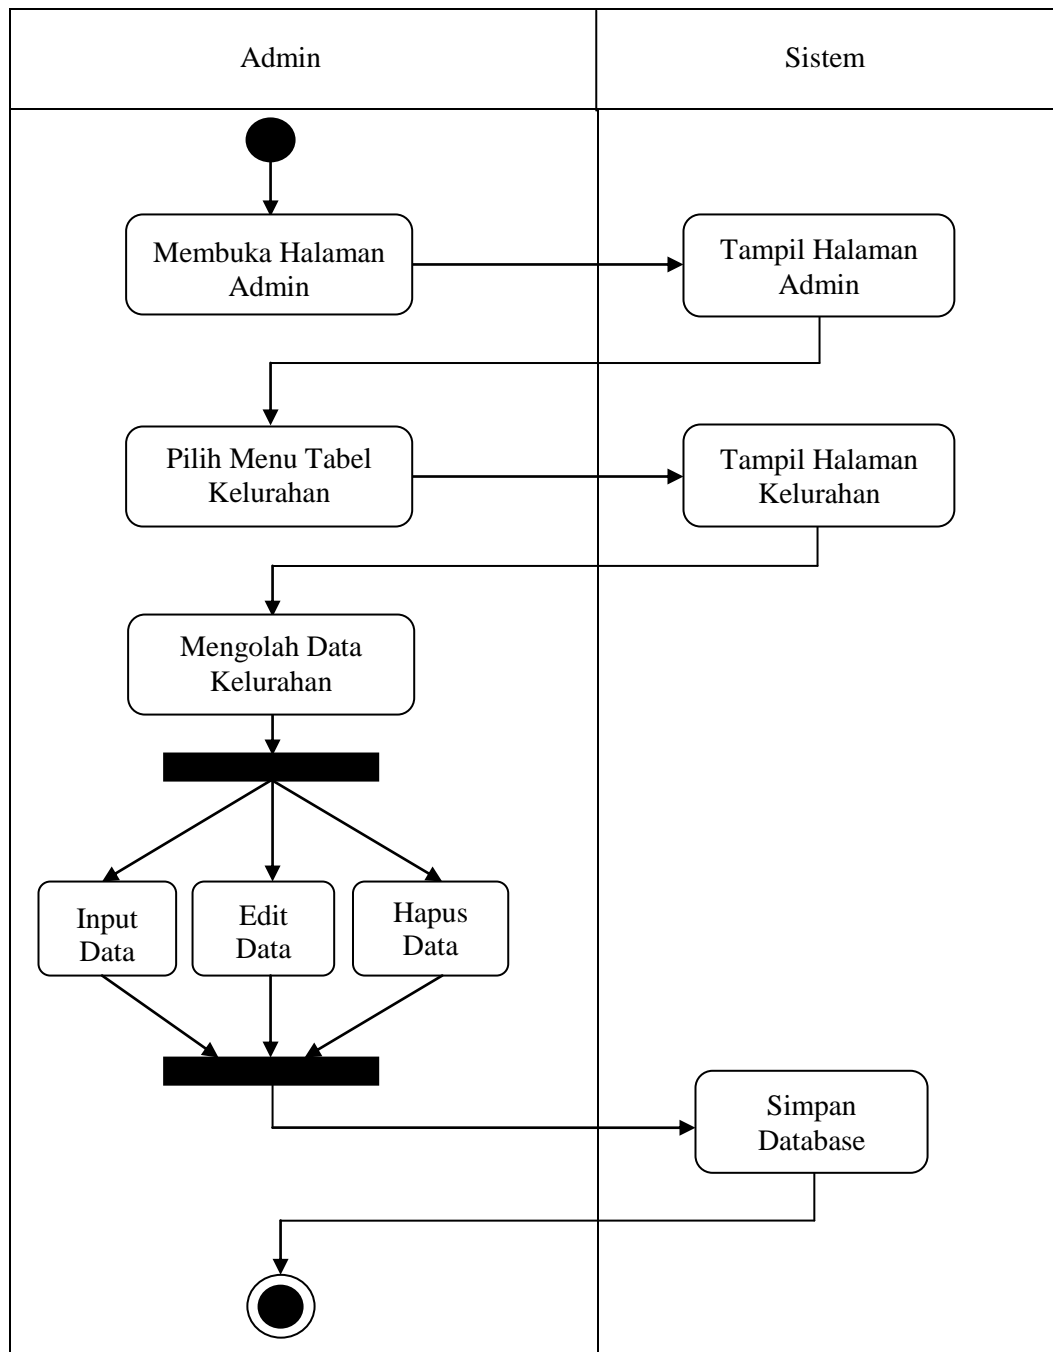 Admin
Sistem
Membuka Halaman
Admin
Tampil Halaman
Admin
Pilih Menu Tabel
Kelurahan
Tampil Halaman
Kelurahan
Mengolah Data
Kelurahan
Input
Data
Edit
Data
Hapus
Data
Simpan
Database